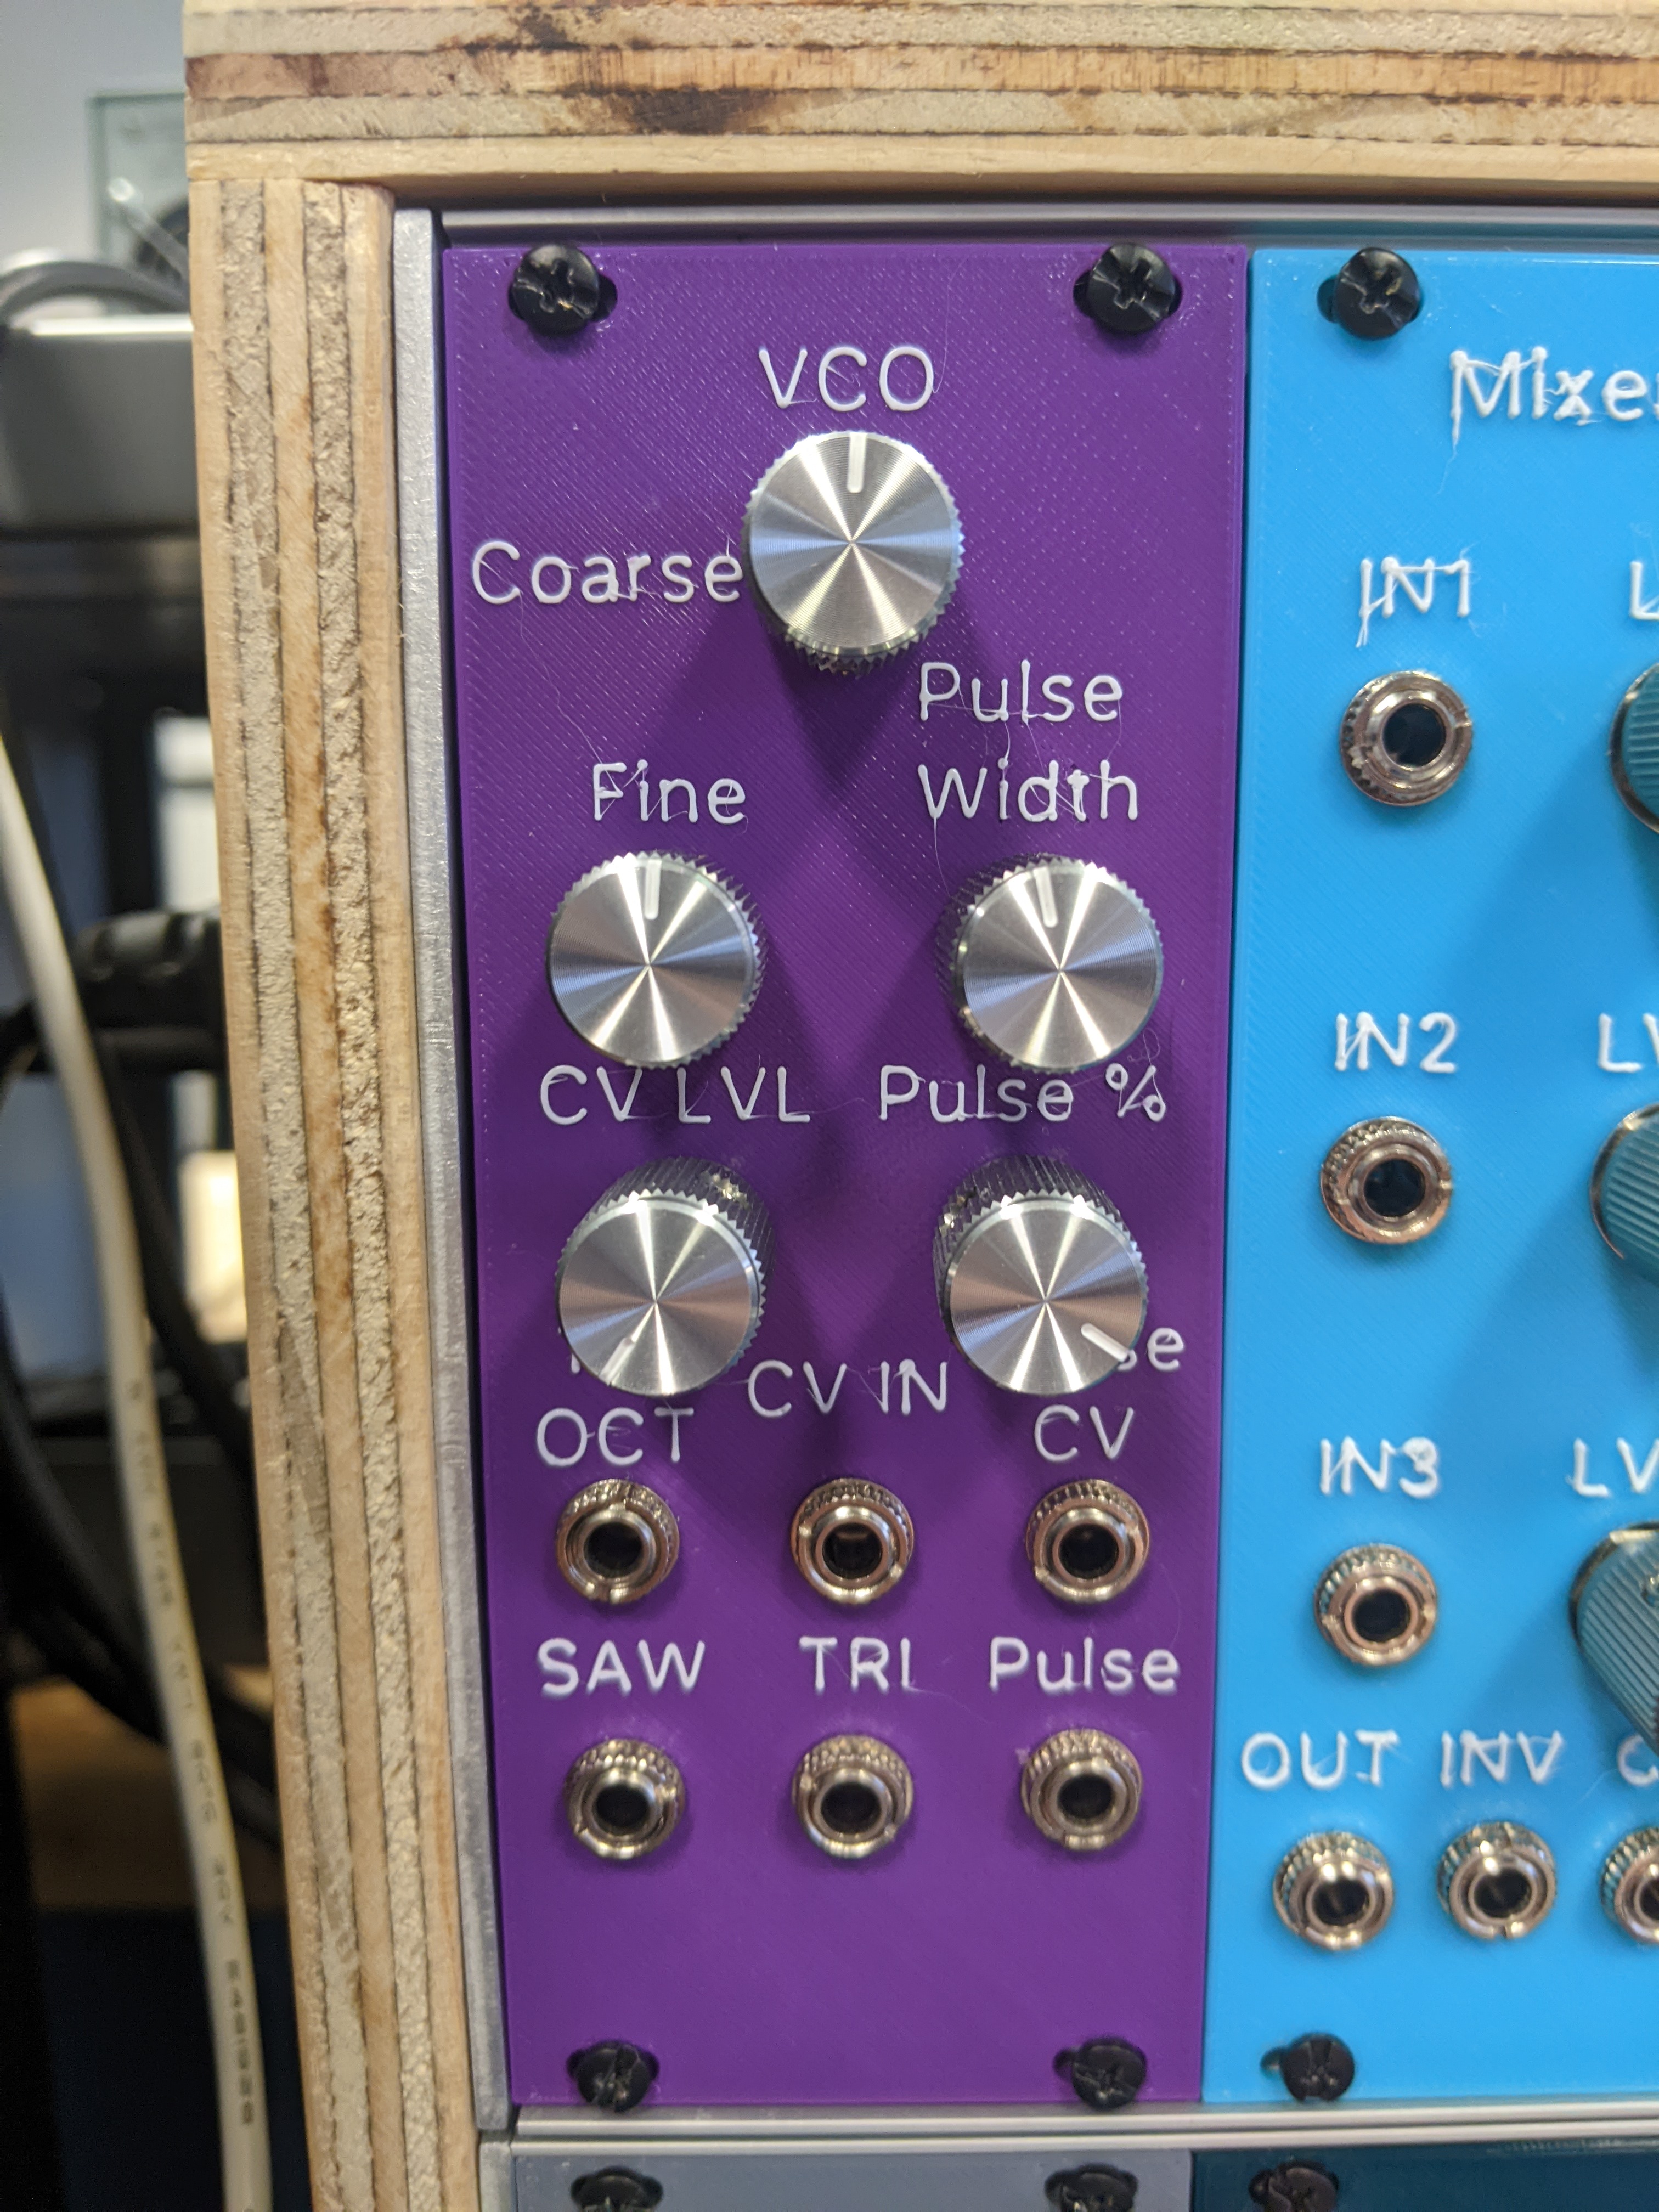 VCO
Coarse
Pulse
Width
Fine
CV LVL
Pulse %
CV IN
OCT
CV
SAW
TRI
Pulse
IN1
IN2
IN3
OUT
INV